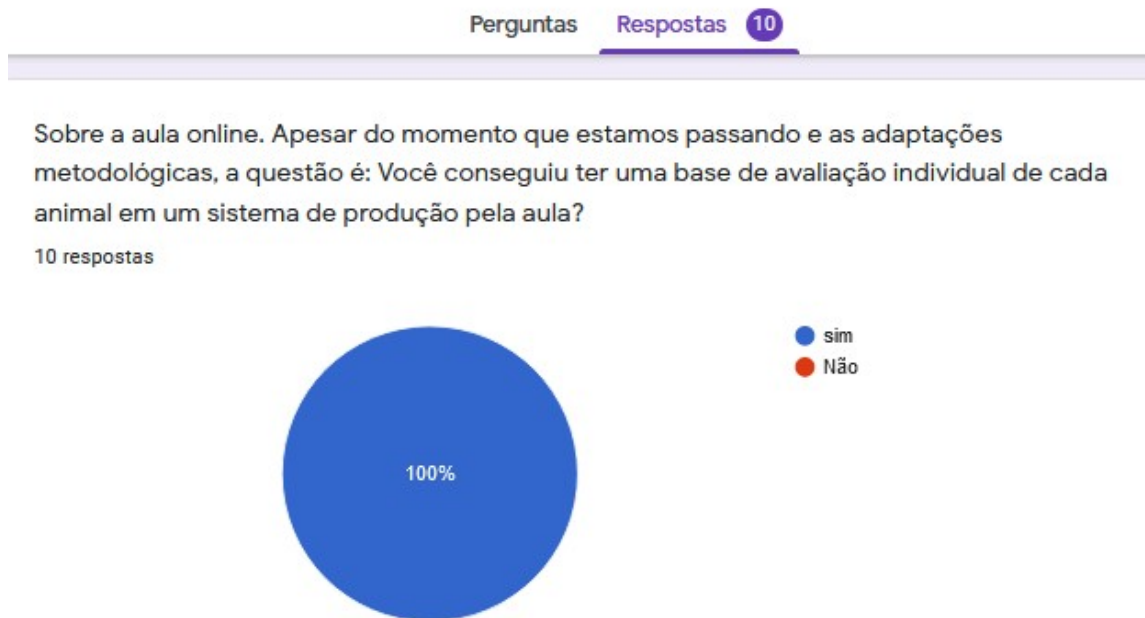 Perguntas Respostas 10
Sobre a aula online. Apesar do momento que estamos passando e as adaptações
metodológicas, a questão é: Você conseguiu ter uma base de avaliação individual de cada
animal em um sistema de produção pela aula?
10 respostas
sim
Não
100%